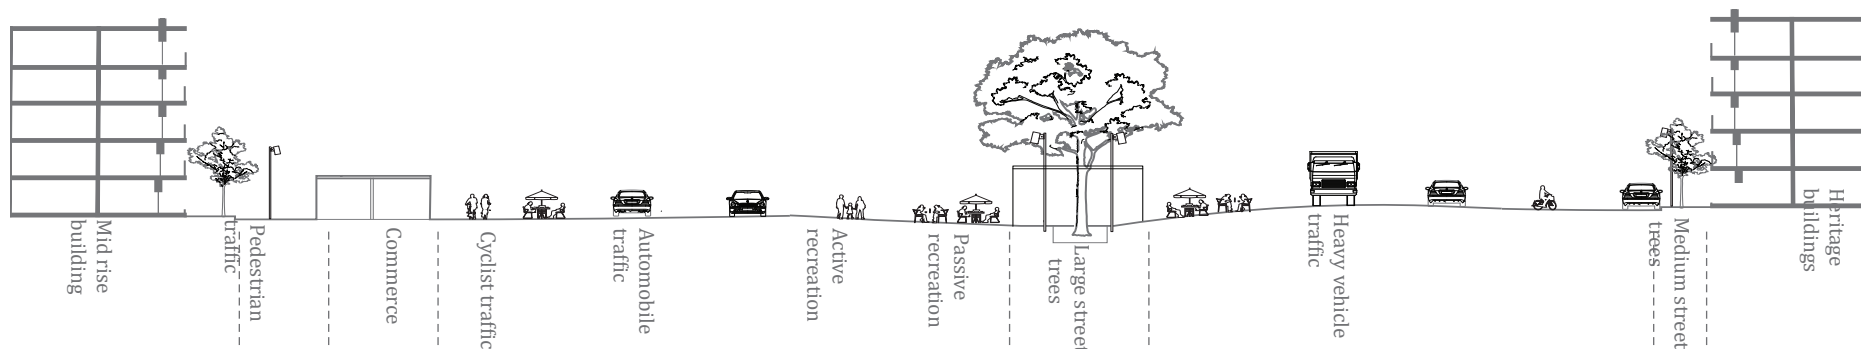 Mid rise
building
Pedestrian
traffic
Commerce
Cyclist traffic
Automobile
traffic
Active
recreation
Passive
recreation
Large street
trees
Heavy vehicle
traffic
Medium street
trees
Heritage
buildings